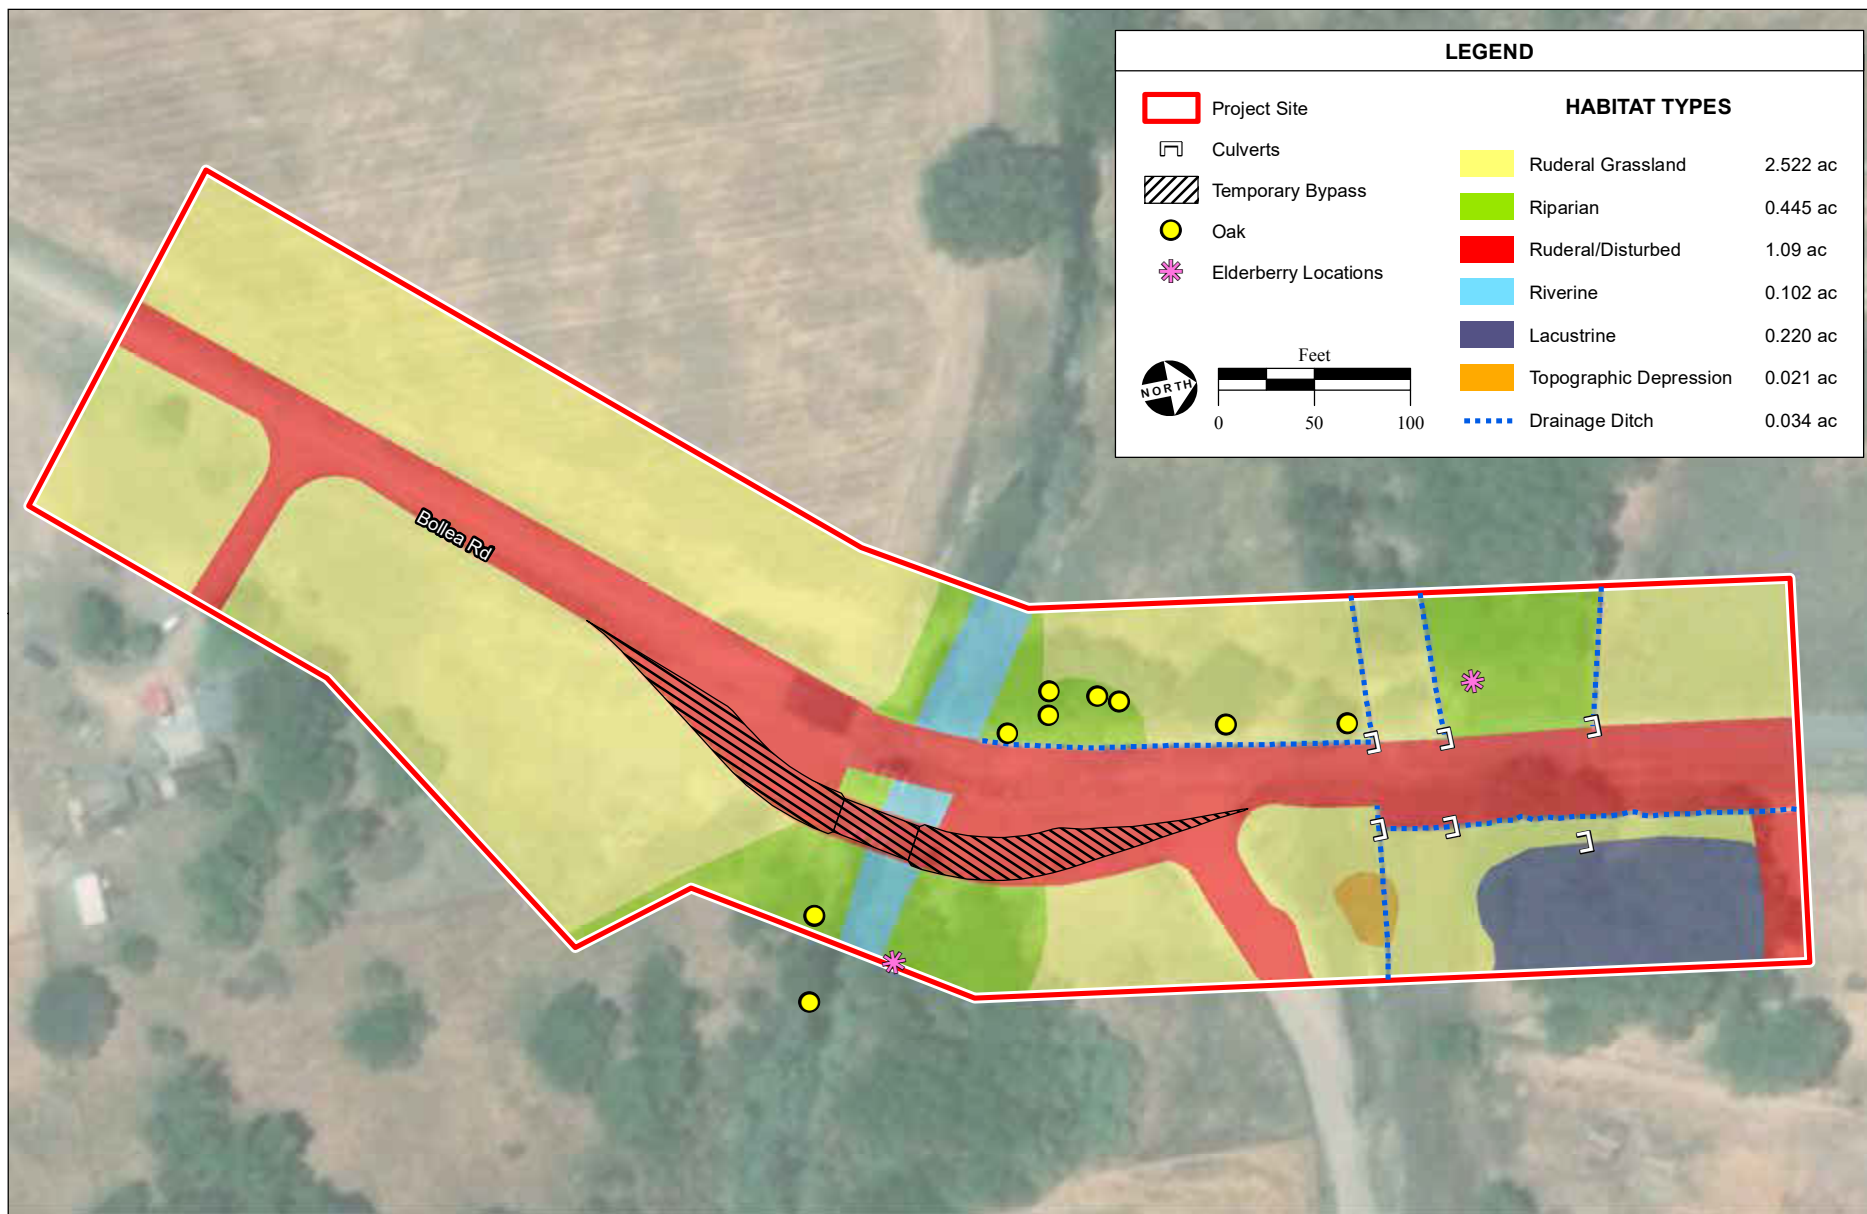 LEGEND
Project Site
Culverts
Temporary Bypass
Oak
Elderberry Locations
NORTH
Feet
0 50 100
HABITAT TYPES
Ruderal Grassland 2.522 ac
Riparian 0.445 ac
Ruderal/Disturbed 1.09 ac
Riverine 0.102 ac
Lacustrine 0.220 ac
Topographic Depression 0.021 ac
Drainage Ditch 0.034 ac
Bollea Rd